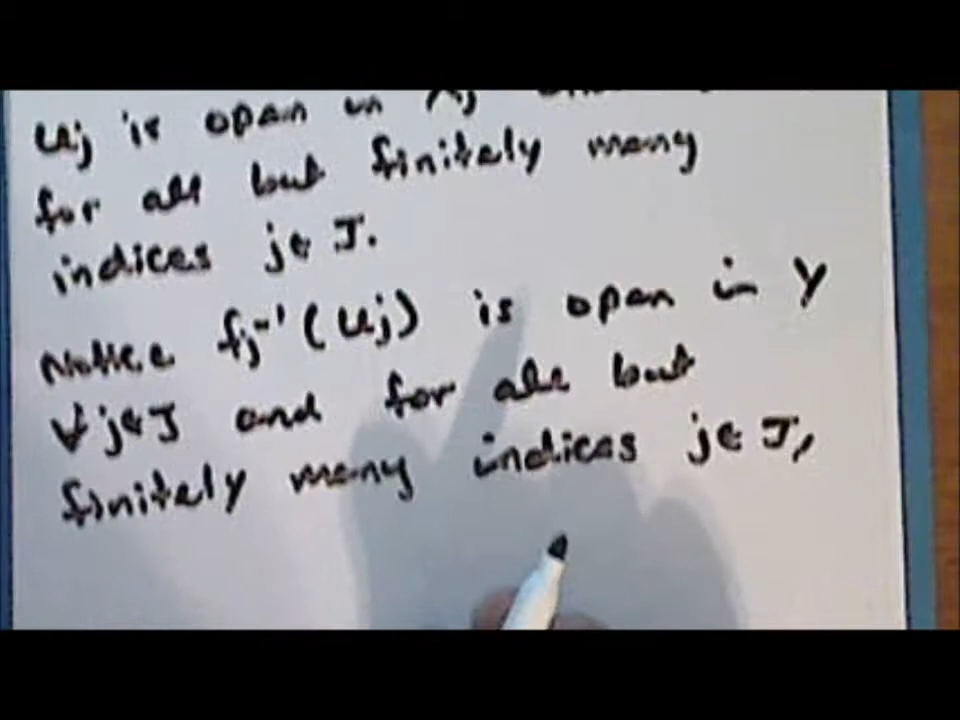 Uj is open in Xj
for all but finitely many
indices j∈ J.
Notice fj⁻¹(Uj) is open in Y
∀j∈J and for all but
finitely many indices j∈ J,